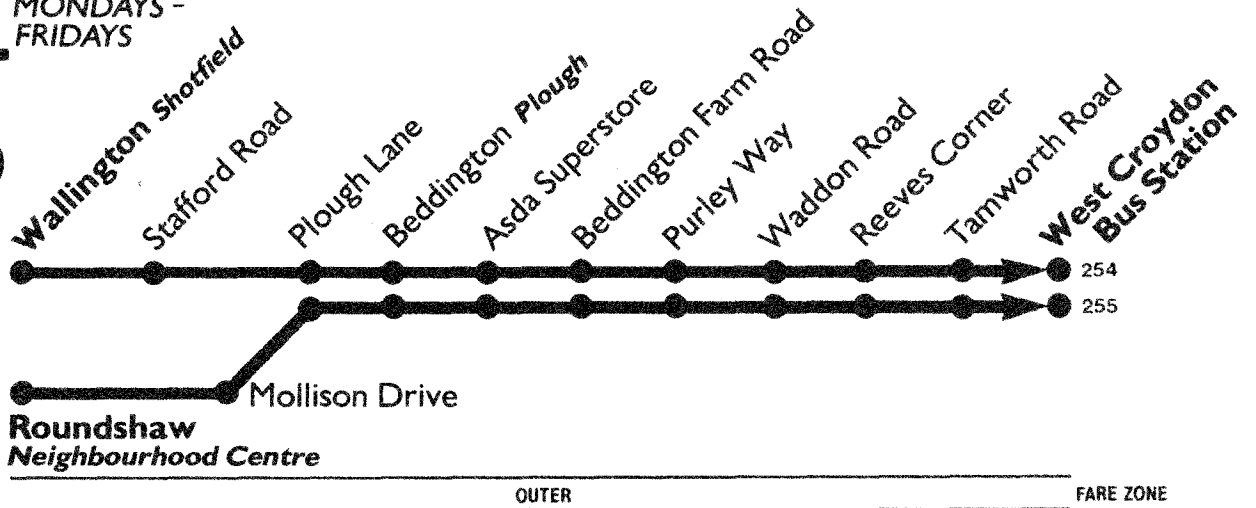 MONDAYS -
FRIDAYS
Wallington Shotfield
Stafford Road
Plough Lane
Beddington Plough
Asda Superstore
Beddington Farm Road
Purley Way
Waddon Road
Reeves Corner
Tamworth Road
West Croydon
Bus Station
254
255
Mollison Drive
Roundshaw
Neighbourhood Centre
OUTER
FARE ZONE